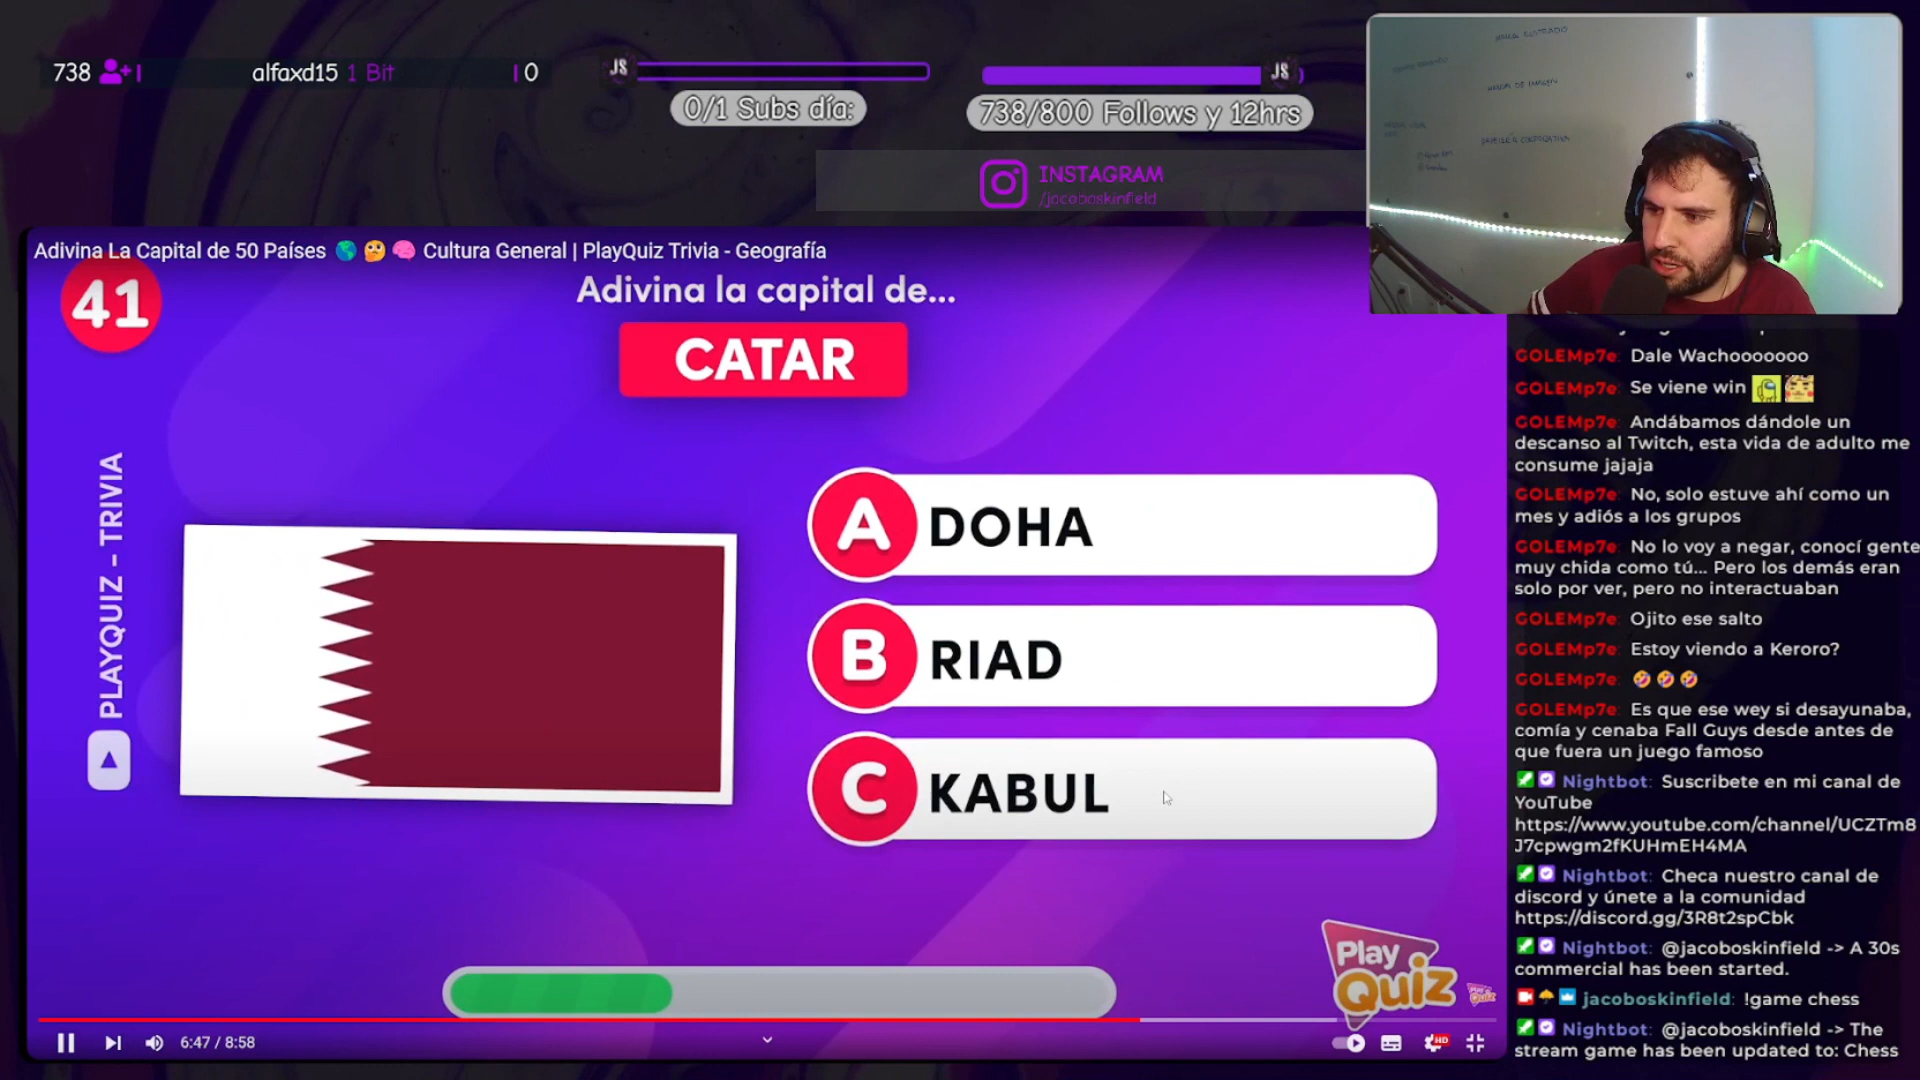 738
alfaxd15 1 Bit
0
JS
0/1 Subs día:
JS
738/800 Follows y 12hrs
INSTAGRAM
/jacoboskinfield
Adivina La Capital de 50 Países 🌎 🤔 🧠 Cultura General | PlayQuiz Trivia - Geografía
41
Adivina la capital de...
CATAR
PLAYQUIZ - TRIVIA
A DOHA
B RIAD
C KABUL
Play
Quiz
6:47 / 8:58
HD
GOLEMp7e: Dale Wachooooooo
GOLEMp7e: Se viene win
GOLEMp7e: Andábamos dándole un
descanso al Twitch, esta vida de adulto me
consume jajaja
GOLEMp7e: No, solo estuve ahí como un
mes y adiós a los grupos
GOLEMp7e: No lo voy a negar, conocí gente
muy chida como tú... Pero los demás eran
solo por ver, pero no interactuaban
GOLEMp7e: Ojito ese salto
GOLEMp7e: Estoy viendo a Keroro?
GOLEMp7e: 🤣 🤣 🤣
GOLEMp7e: Es que ese wey si desayunaba,
comía y cenaba Fall Guys desde antes de
que fuera un juego famoso
Nightbot: Suscribete en mi canal de
YouTube
https://www.youtube.com/channel/UCZTm8
J7cpwgm2fKUHmEH4MA
Nightbot: Checa nuestro canal de
discord y únete a la comunidad
https://discord.gg/3R8t2spCbk
Nightbot: @jacoboskinfield -> A 30s
commercial has been started.
jacoboskinfield: !game chess
Nightbot: @jacoboskinfield -> The
stream game has been updated to: Chess